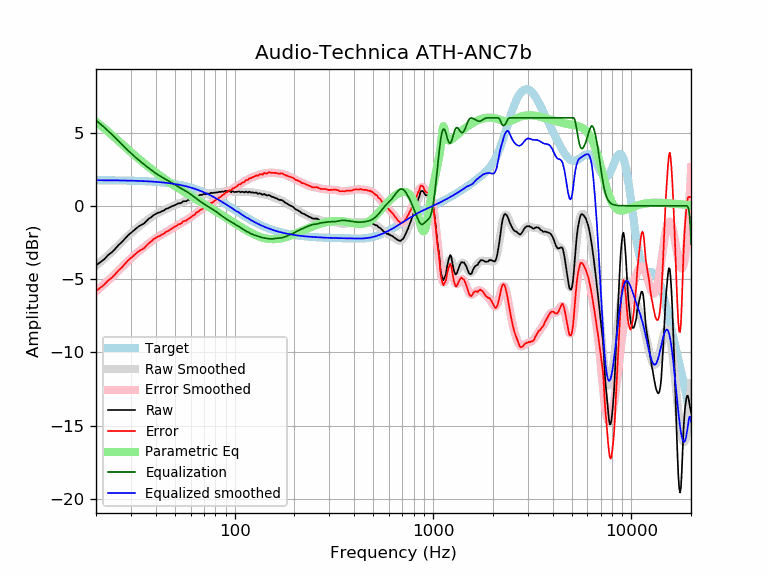 Audio-Technica ATH-ANC7b
Amplitude (dBr)
5
0
−5
−10
−15
−20
Target
Raw Smoothed
Error Smoothed
Raw
Error
Parametric Eq
Equalization
Equalized smoothed
100
1000
10000
Frequency (Hz)